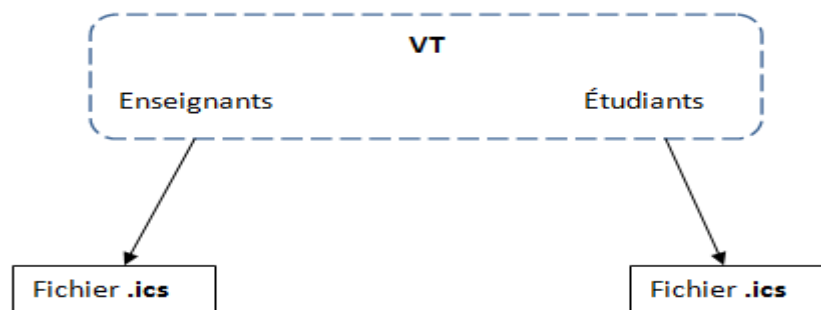 VT
Enseignants
Étudiants
Fichier .ics
Fichier .ics